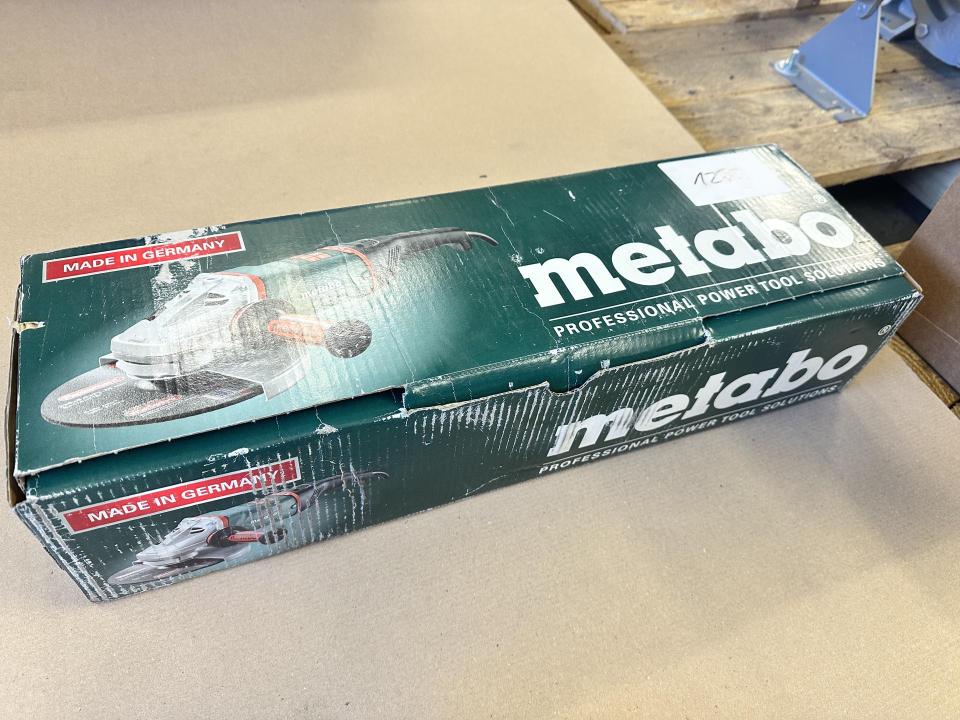 MADE IN GERMANY
metabo
PROFESSIONAL POWER TOOL SOLUTIONS
metabo®
PROFESSIONAL POWER TOOL SOLUTIONS
MADE IN GERMANY